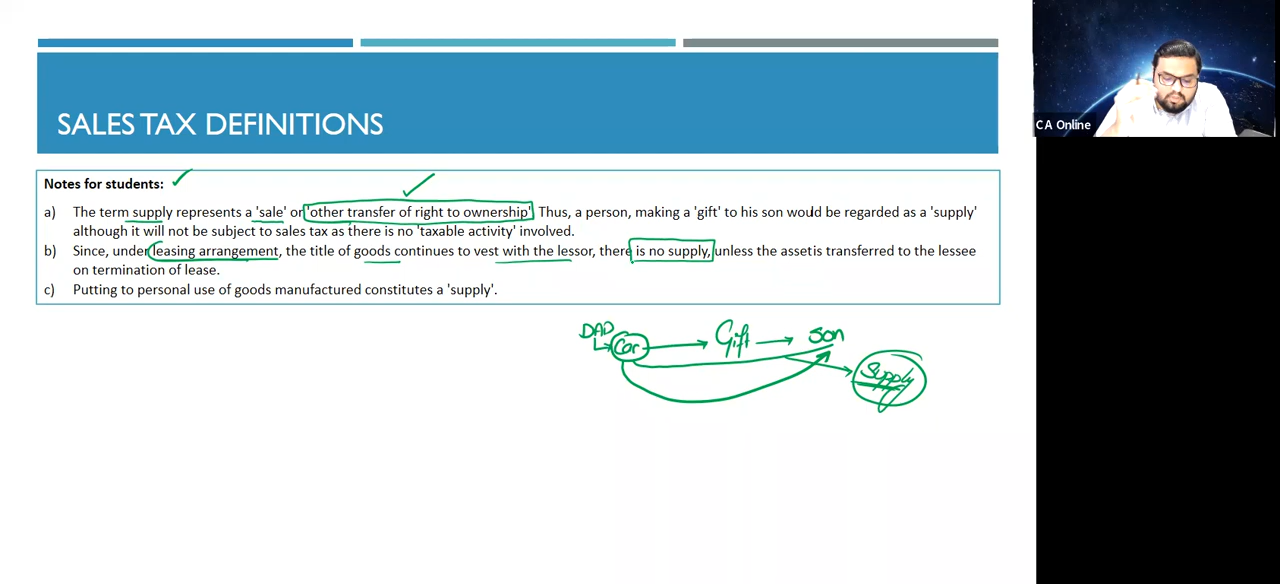 SALES TAX DEFINITIONS
C A Online
Notes for students:
a) The term supply represents a 'sale' or 'other transfer of right to ownership'. Thus, a person, making a 'gift' to his son would be regarded as a 'supply'
although it will not be subject to sales tax as there is no 'taxable activity' involved.
b) Since, under leasing arrangement, the title of goods continues to vest with the lessor, there is no supply, unless the asset is transferred to the lessee
on termination of lease.
c) Putting to personal use of goods manufactured constitutes a 'supply'.
DAD
Car Gift Son
Supply